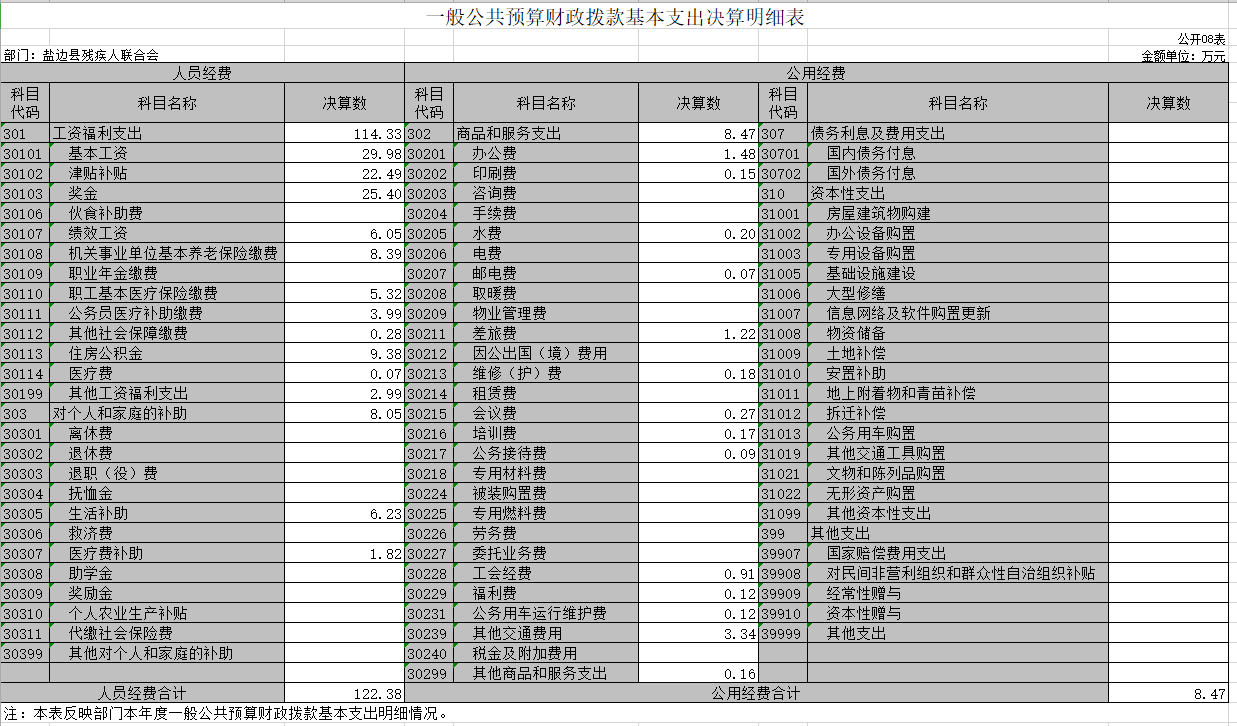 一般公共预算财政拨款基本支出决算明细表
公开08表
部门：盐边县残疾人联合会 金额单位：万元
人员经费 公用经费
科目代码 科目名称 决算数 科目代码 科目名称 决算数 科目代码 科目名称 决算数
301 工资福利支出 114.33 302 商品和服务支出 8.47 307 债务利息及费用支出
30101 基本工资 29.98 30201 办公费 1.48 30701 国内债务付息
30102 津贴补贴 22.49 30202 印刷费 0.15 30702 国外债务付息
30103 奖金 25.40 30203 咨询费 310 资本性支出
30106 伙食补助费 30204 手续费 31001 房屋建筑物购建
30107 绩效工资 6.05 30205 水费 0.20 31002 办公设备购置
30108 机关事业单位基本养老保险缴费 8.39 30206 电费 31003 专用设备购置
30109 职业年金缴费 30207 邮电费 0.07 31005 基础设施建设
30110 职工基本医疗保险缴费 5.32 30208 取暖费 31006 大型修缮
30111 公务员医疗补助缴费 3.99 30209 物业管理费 31007 信息网络及软件购置更新
30112 其他社会保障缴费 0.28 30211 差旅费 1.22 31008 物资储备
30113 住房公积金 9.38 30212 因公出国（境）费用 31009 土地补偿
30114 医疗费 0.07 30213 维修（护）费 0.18 31010 安置补助
30199 其他工资福利支出 2.99 30214 租赁费 31011 地上附着物和青苗补偿
303 对个人和家庭的补助 8.05 30215 会议费 0.27 31012 拆迁补偿
30301 离休费 30216 培训费 0.17 31013 公务用车购置
30302 退休费 30217 公务接待费 0.09 31019 其他交通工具购置
30303 退职（役）费 30218 专用材料费 31021 文物和陈列品购置
30304 抚恤金 30224 被装购置费 31022 无形资产购置
30305 生活补助 6.23 30225 专用燃料费 31099 其他资本性支出
30306 救济费 30226 劳务费 399 其他支出
30307 医疗费补助 1.82 30227 委托业务费 39907 国家赔偿费用支出
30308 助学金 30228 工会经费 0.91 39908 对民间非营利组织和群众性自治组织补贴
30309 奖励金 30229 福利费 0.12 39909 经常性赠与
30310 个人农业生产补贴 30231 公务用车运行维护费 0.12 39910 资本性赠与
30311 代缴社会保险费 30239 其他交通费用 3.34 39999 其他支出
30399 其他对个人和家庭的补助 30240 税金及附加费用
30299 其他商品和服务支出 0.16
人员经费合计 122.38 公用经费合计 8.47
注：本表反映部门本年度一般公共预算财政拨款基本支出明细情况。